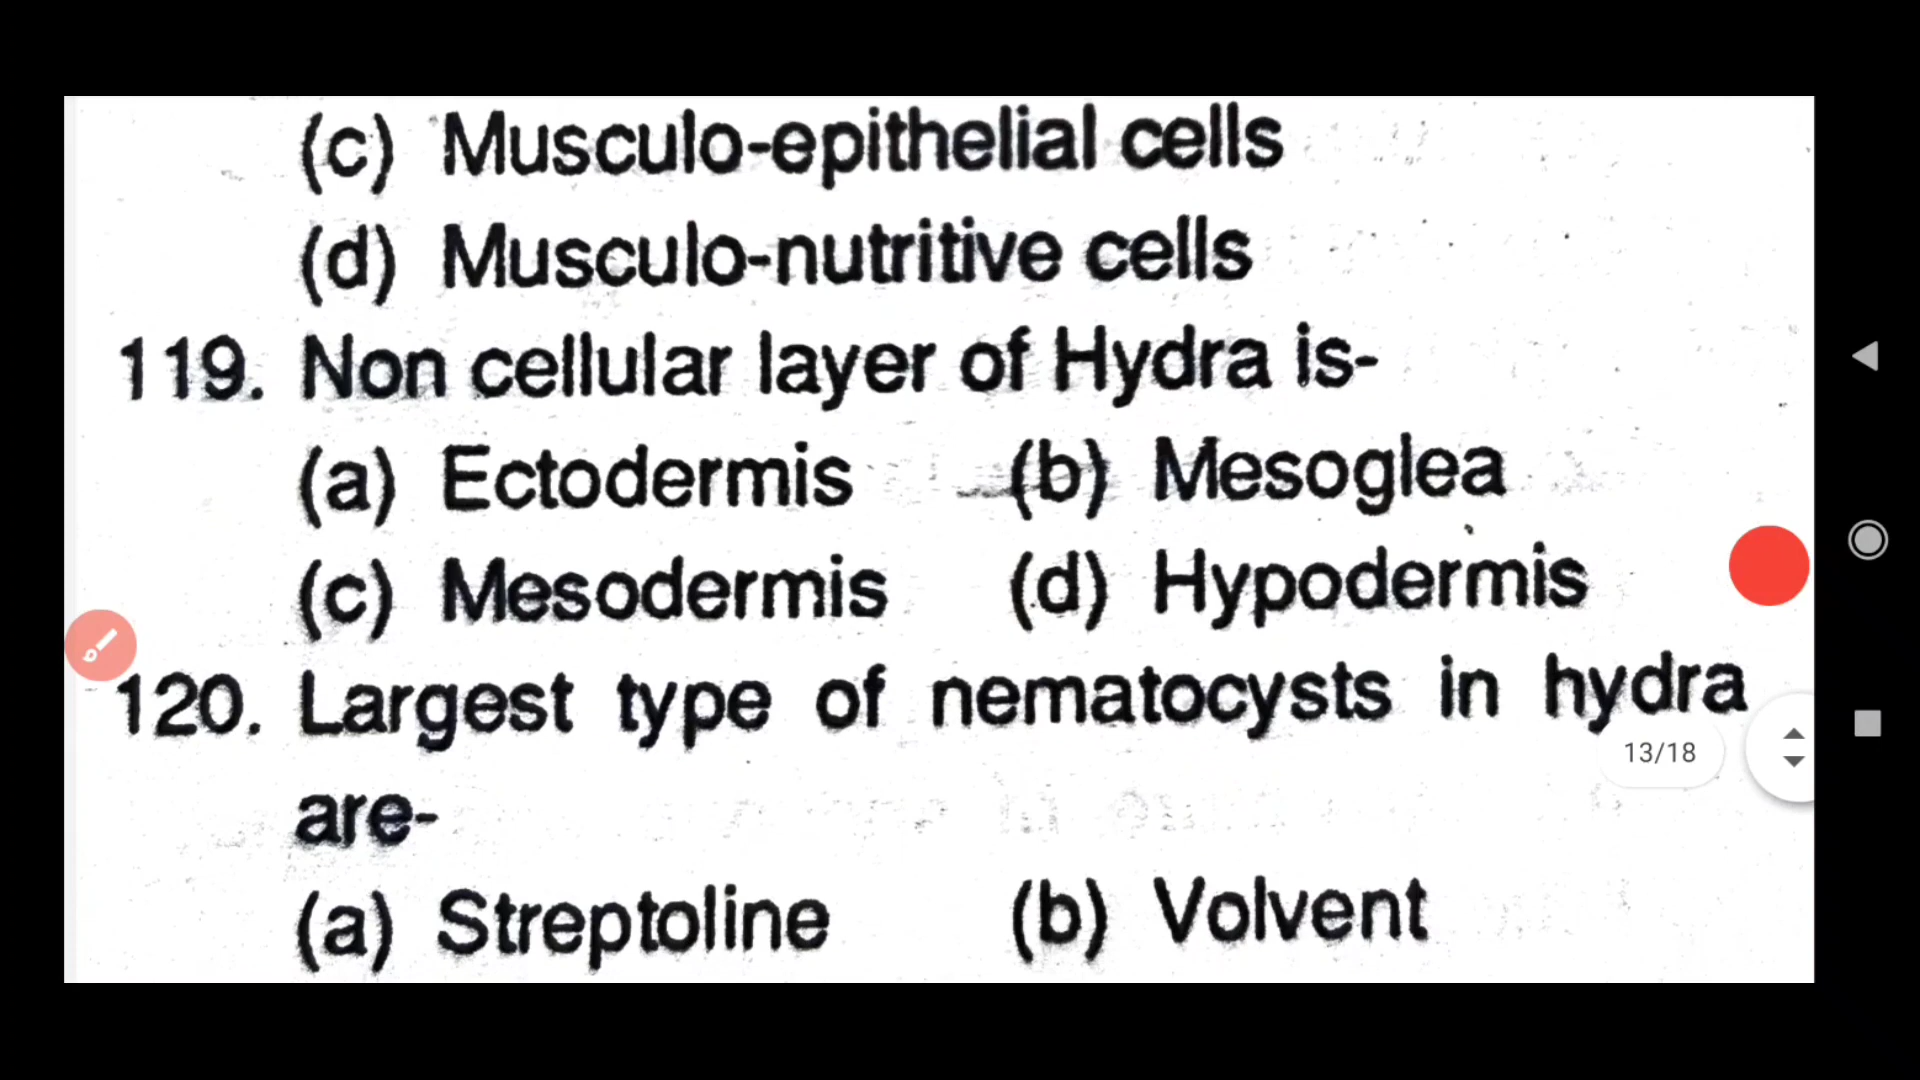 (c) Musculo-epithelial cells
(d) Musculo-nutritive cells
119. Non cellular layer of Hydra is-
(a) Ectodermis (b) Mesoglea
(c) Mesodermis (d) Hypodermis
120. Largest type of nematocysts in hydra
13/18
are-
(a) Streptoline (b) Volvent